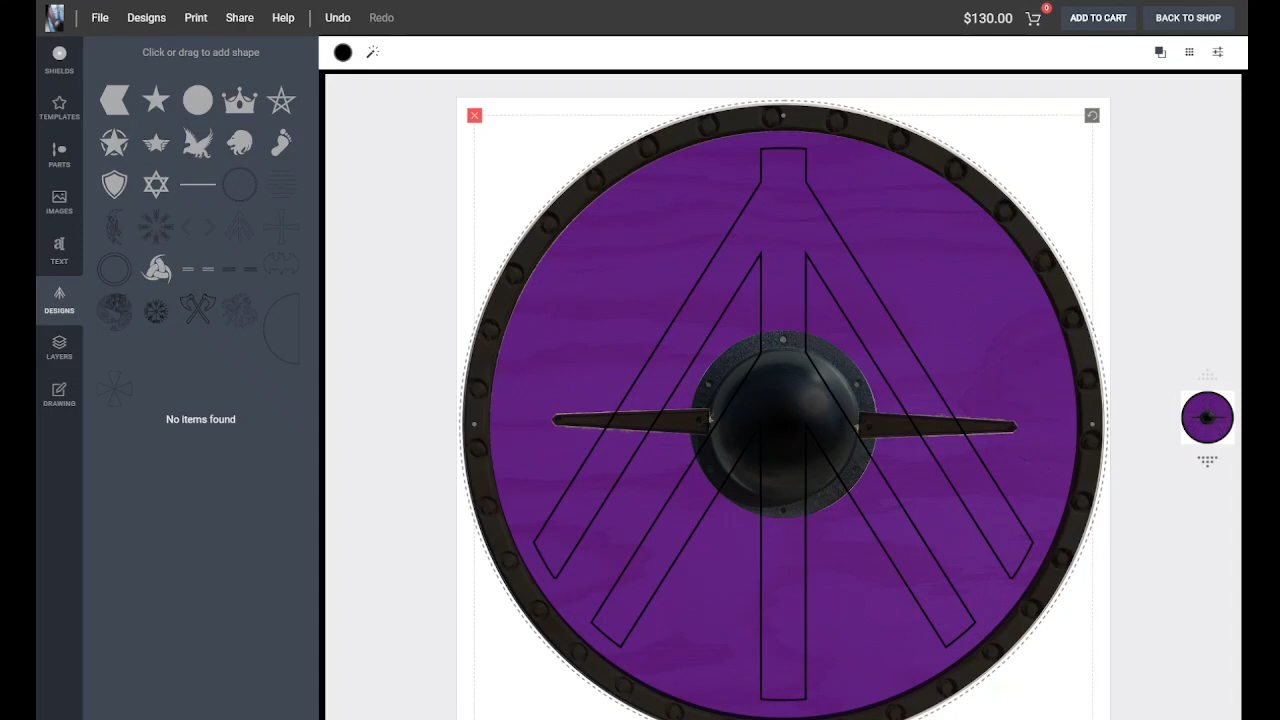 File Designs Print Share Help Undo Redo $130.00 0 ADD TO CART BACK TO SHOP
SHIELDS
TEMPLATES
PARTS
IMAGES
aI
TEXT
DESIGNS
LAYERS
DRAWING
Click or drag to add shape
No items found